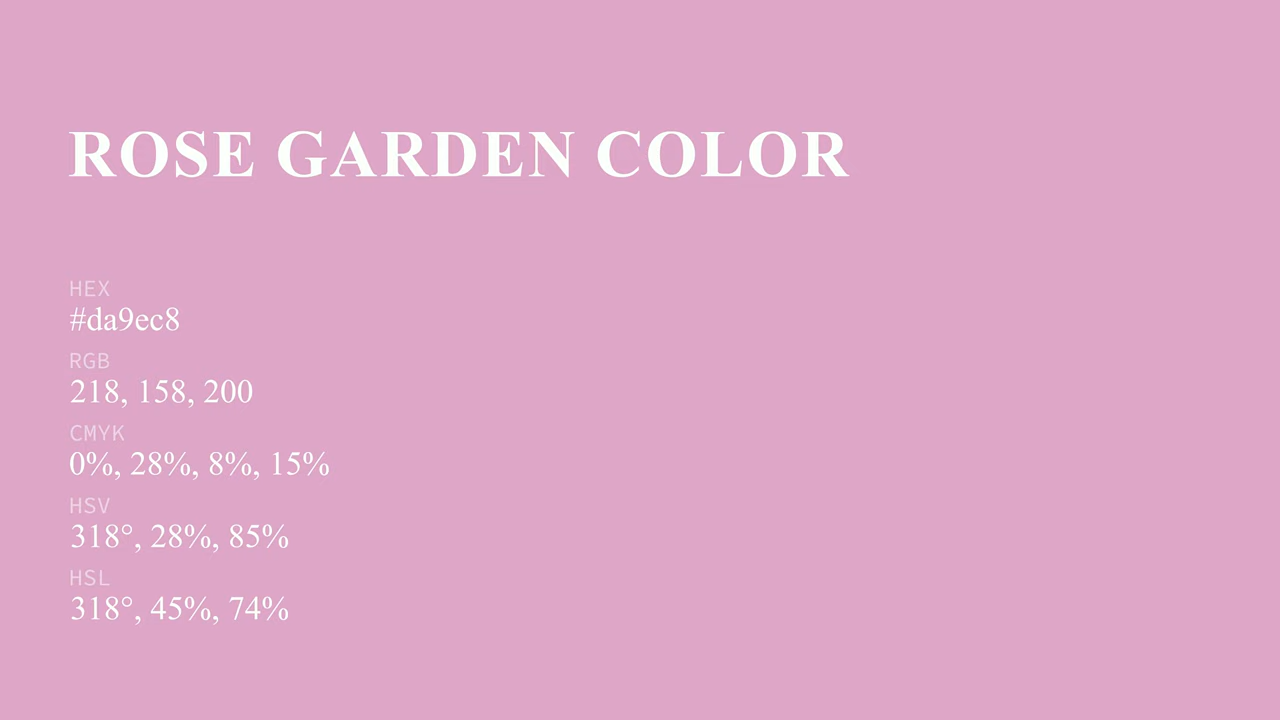 ROSE GARDEN COLOR
HEX
#da9ec8
RGB
218, 158, 200
CMYK
0%, 28%, 8%, 15%
HSV
318°, 28%, 85%
HSL
318°, 45%, 74%